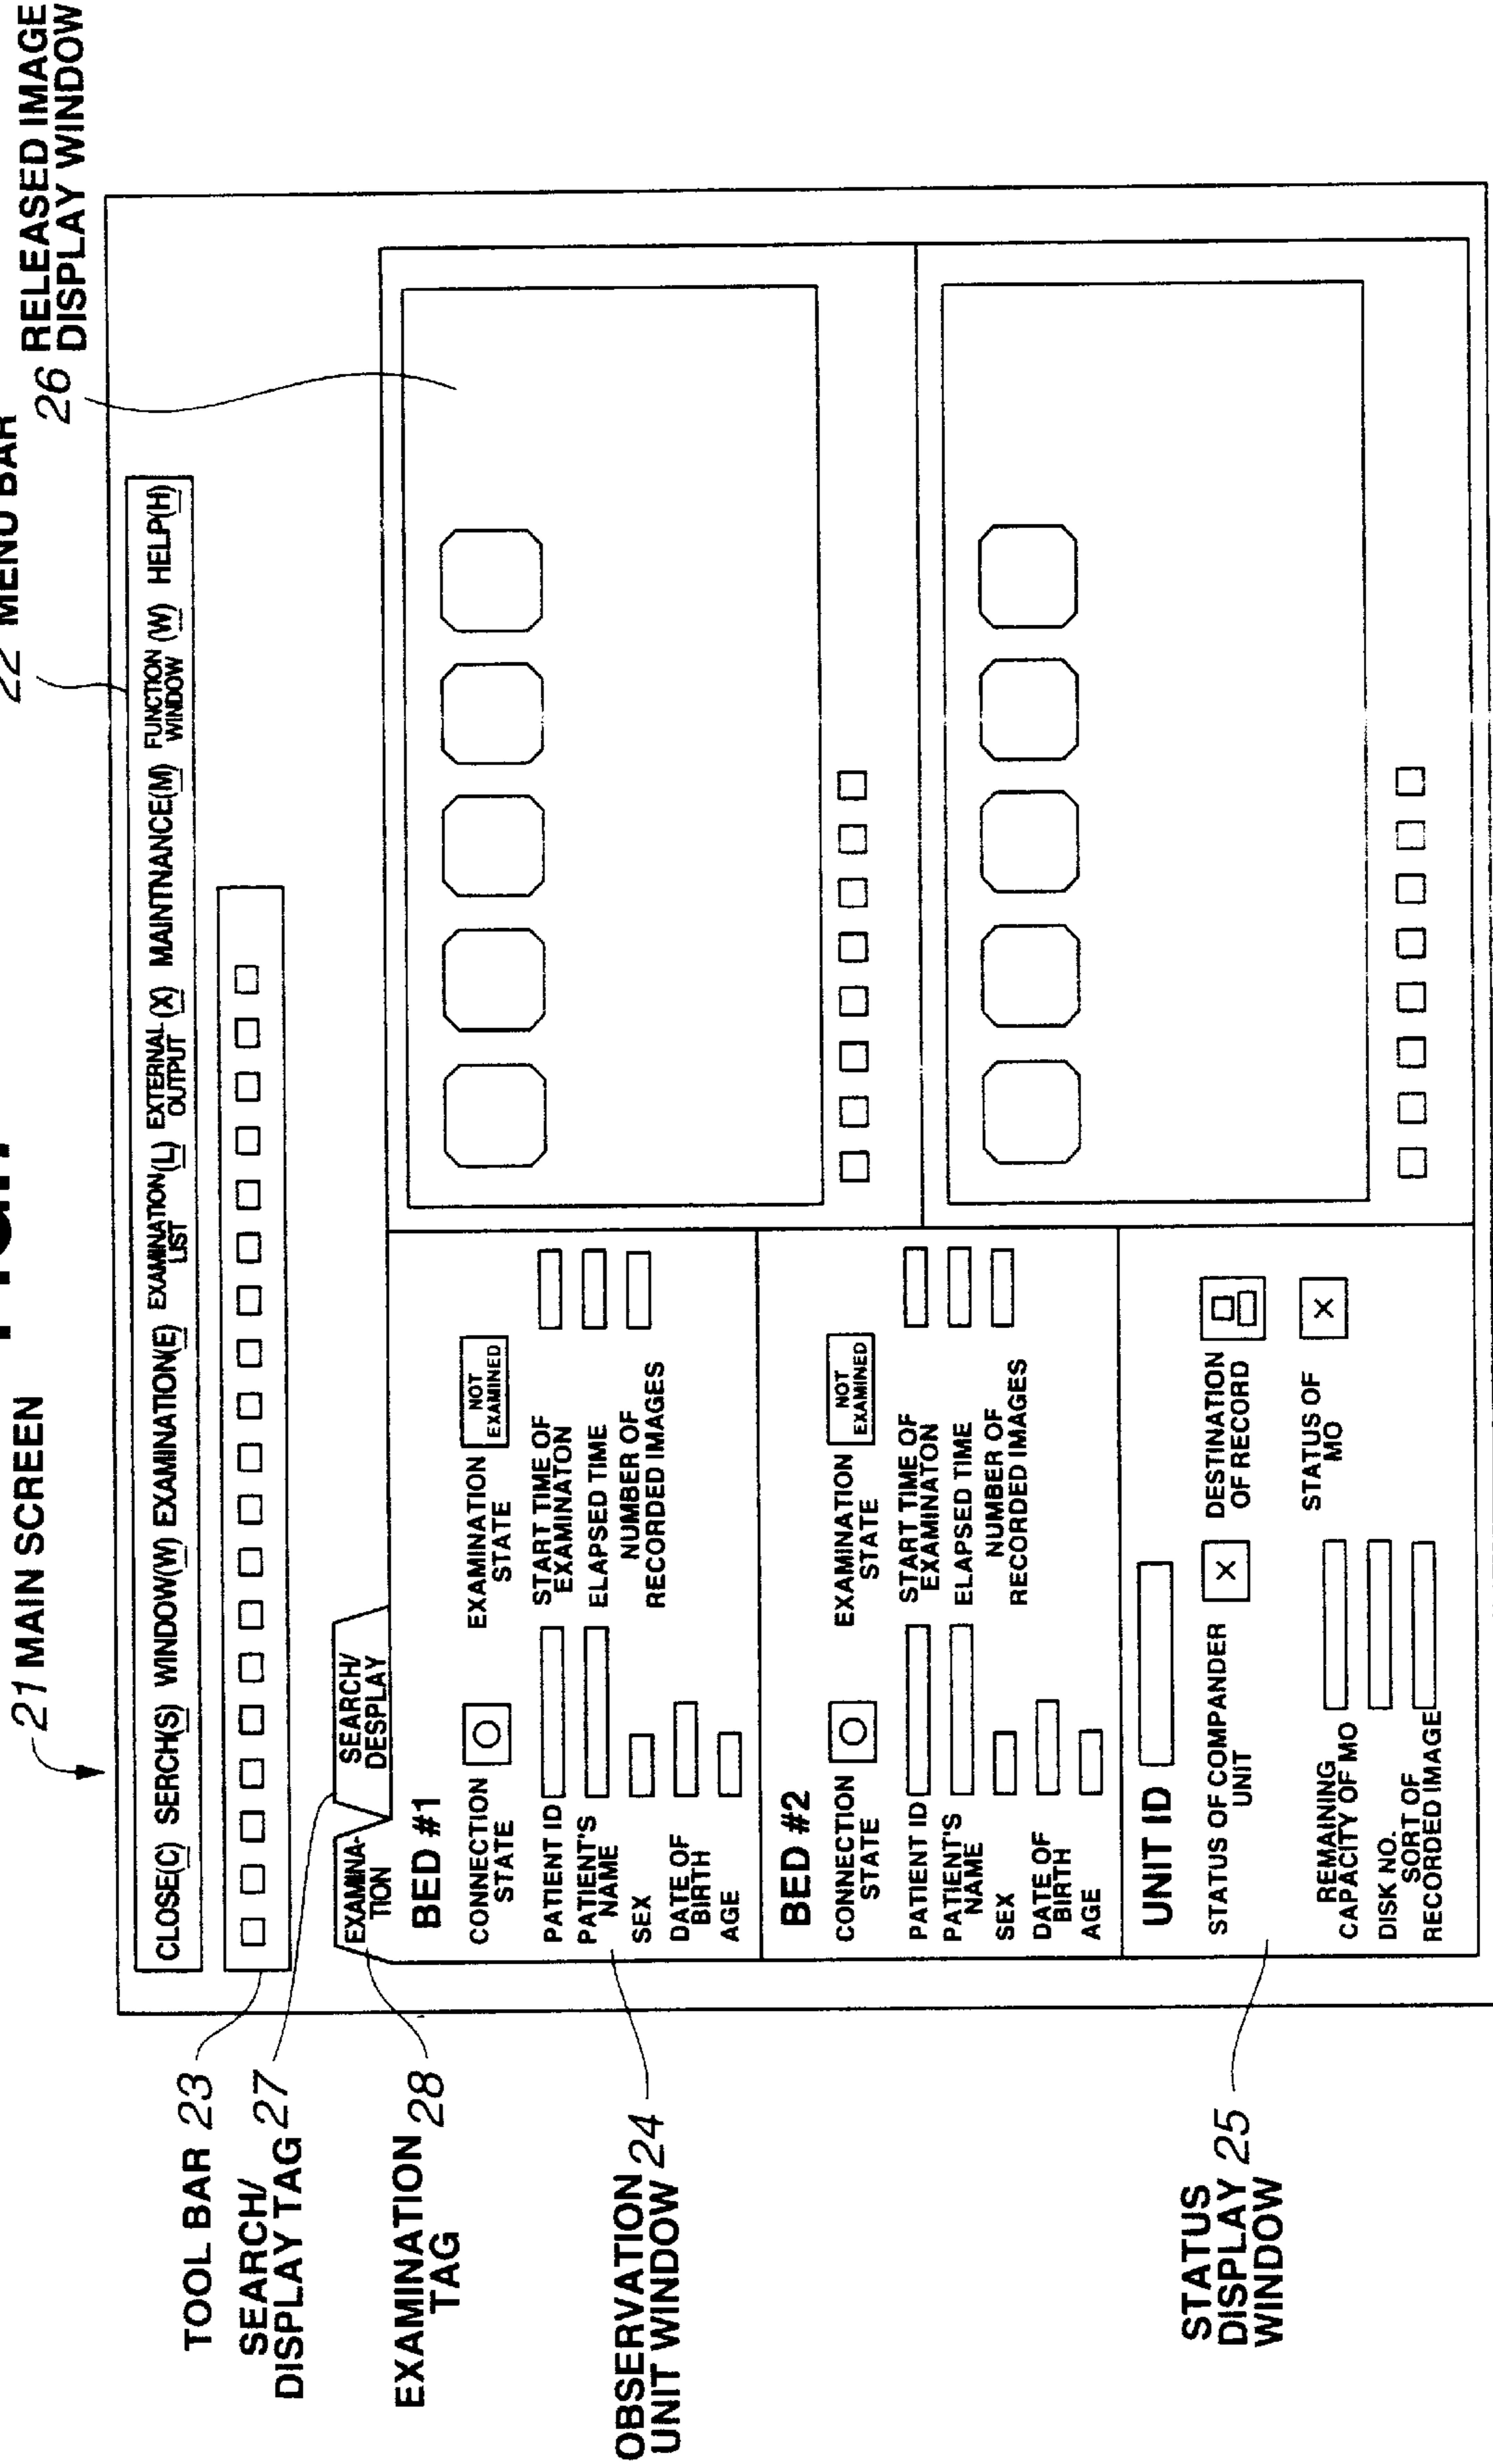 21 MAIN SCREEN
22 MENU BAR
26 RELEASED IMAGE
DISPLAY WINDOW
CLOSE(C) SERCH(S) WINDOW(W) EXAMINATION(E) EXAMINATION(L) EXTERNAL (X) MAINTNANCE(M) FUNCTION (W) HELP(H)
LIST OUTPUT WINDOW
TOOL BAR 23
SEARCH/
DISPLAY TAG 27
EXAMINATION 28
TAG
OBSERVATION
UNIT WINDOW 24
STATUS
DISPLAY 25
WINDOW
EXAMINA-
TION
SEARCH/
DESPLAY
BED #1
CONNECTION
STATE
EXAMINATION
STATE
NOT
EXAMINED
PATIENT ID
START TIME OF
EXAMINATON
PATIENT'S
NAME
ELAPSED TIME
SEX
NUMBER OF
RECORDED IMAGES
DATE OF
BIRTH
AGE
BED #2
CONNECTION
STATE
EXAMINATION
STATE
NOT
EXAMINED
PATIENT ID
START TIME OF
EXAMINATON
PATIENT'S
NAME
ELAPSED TIME
SEX
NUMBER OF
RECORDED IMAGES
DATE OF
BIRTH
AGE
UNIT ID
STATUS OF COMPANDER
UNIT
DESTINATION
OF RECORD
REMAINING
CAPACITY OF MO
STATUS OF
MO
DISK NO.
SORT OF
RECORDED IMAGE